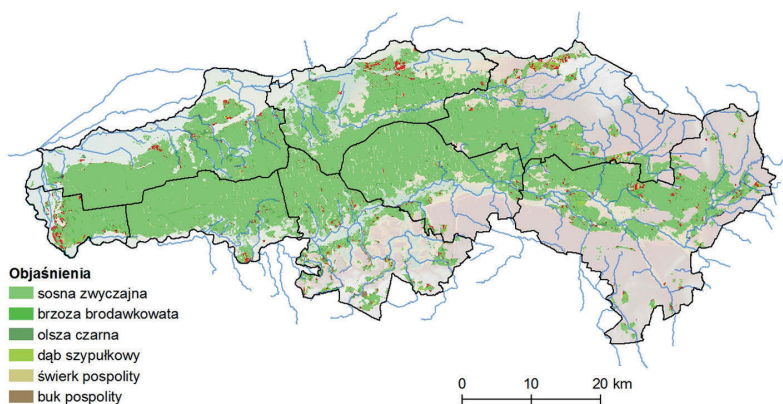 Objaśnienia
sosna zwyczajna
brzoza brodawkowata
olsza czarna
dąb szypułkowy
świerk pospolity
buk pospolity
0 10 20 km